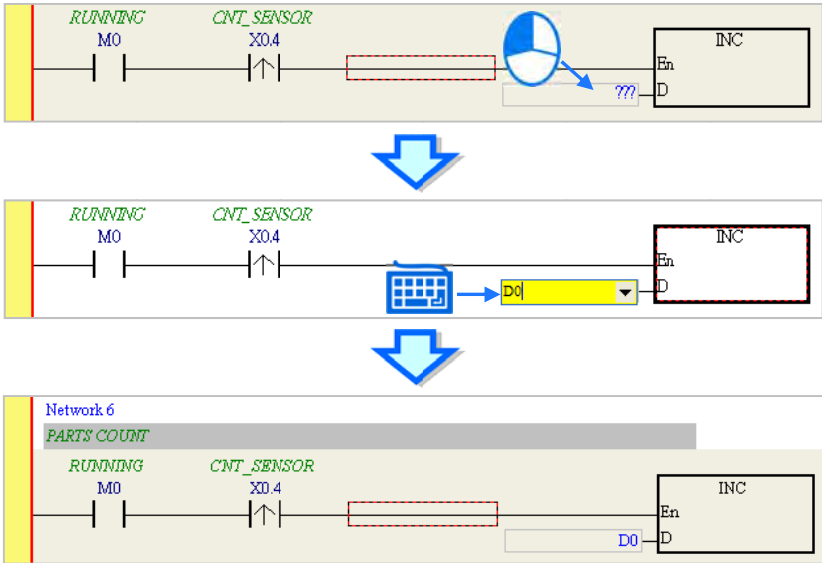 RUNNING CNT_SENSOR
M0 X0.4 INC
En
??? D
RUNNING CNT_SENSOR
M0 X0.4 INC
En
D0 D
Network 6
PARTS COUNT
RUNNING CNT_SENSOR
M0 X0.4 INC
En
D0 D